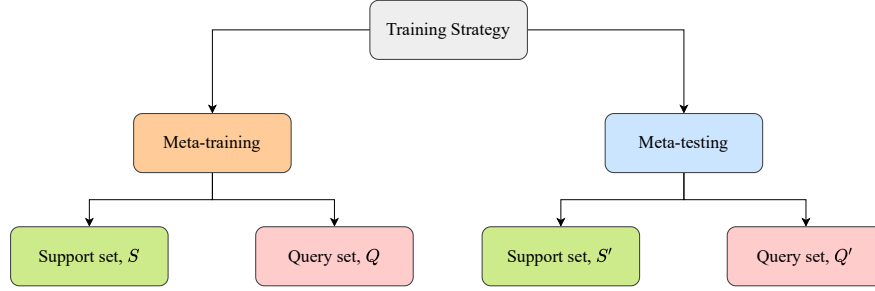 Training Strategy
Meta-training
Meta-testing
Support set, S
Query set, Q
Support set, S′
Query set, Q′